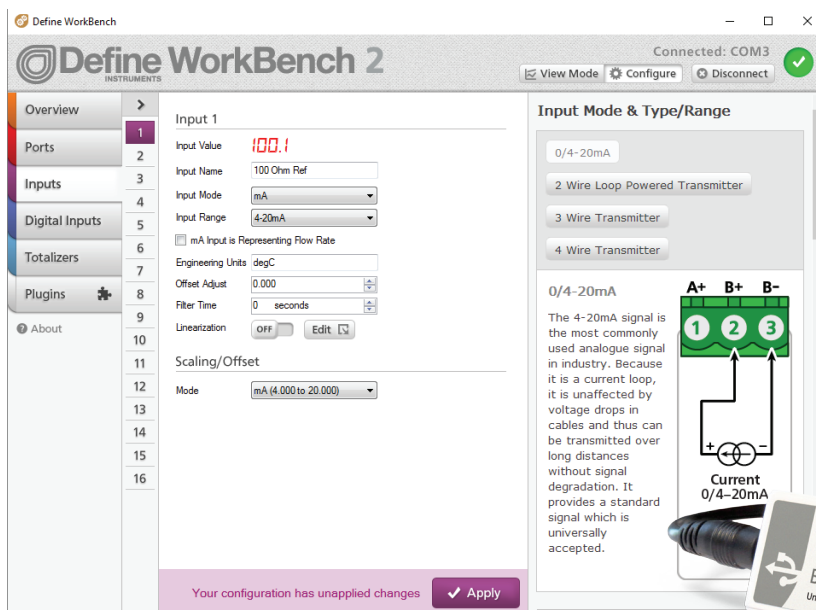 Define WorkBench
Define WorkBench 2
INSTRUMENTS
Connected: COM3
View Mode
Configure
Disconnect
Overview
Ports
Inputs
Digital Inputs
Totalizers
Plugins
About
1
2
3
4
5
6
7
8
9
10
11
12
13
14
15
16
Input 1
Input Value 100.1
Input Name 100 Ohm Ref
Input Mode mA
Input Range 4-20mA
mA Input is Representing Flow Rate
Engineering Units degC
Offset Adjust 0.000
Filter Time 0 seconds
Linearization OFF Edit
Scaling/Offset
Mode mA (4.000 to 20.000)
Your configuration has unapplied changes
Apply
Input Mode & Type/Range
0/4-20mA
2 Wire Loop Powered Transmitter
3 Wire Transmitter
4 Wire Transmitter
0/4-20mA
The 4-20mA signal is
the most commonly
used analogue signal
in industry. Because
it is a current loop,
it is unaffected by
voltage drops in
cables and thus can
be transmitted over
long distances
without signal
degradation. It
provides a standard
signal which is
universally
accepted.
A+ B+ B-
1 2 3
+ -
Current
0/4–20mA